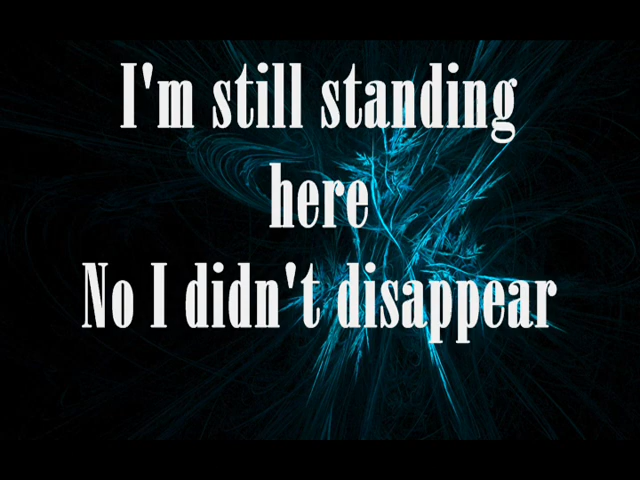 I'm still standing
here
No I didn't disappear